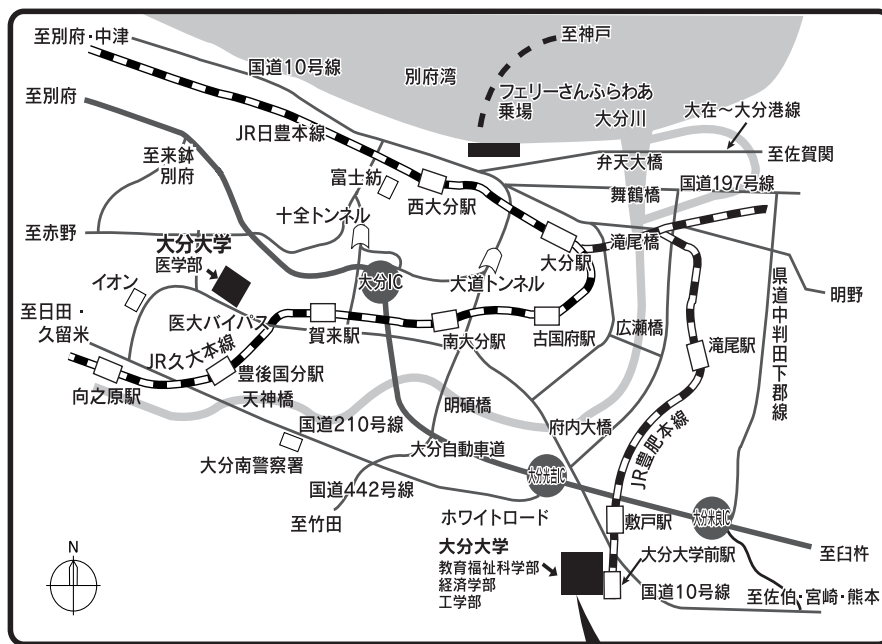 至別府・中津
国道10号線
別府湾
至神戸
フェリーさんふらわあ
乗場
大分川
大在～大分港線
至別府
JR日豊本線
至来鉢
別府
富士紡
西大分駅
弁天大橋
至佐賀関
舞鶴橋
国道197号線
十全トンネル
至赤野
大分大学
医学部
大分IC
大道トンネル
大分駅
滝尾橋
明野
イオン
至日田・
久留米
医大バイパス
賀来駅
南大分駅
古国府駅
広瀬橋
滝尾駅
県道中判田下郡線
JR久大本線
豊後国分駅
向之原駅
天神橋
国道210号線
明磧橋
府内大橋
JR豊肥本線
大分南警察署
大分自動車道
国道442号線
大分光吉IC
大分米良IC
至竹田
ホワイトロード
敷戸駅
至臼杵
大分大学
教育福祉科学部
経済学部
工学部
大分大学前駅
国道10号線
至佐伯・宮崎・熊本
N